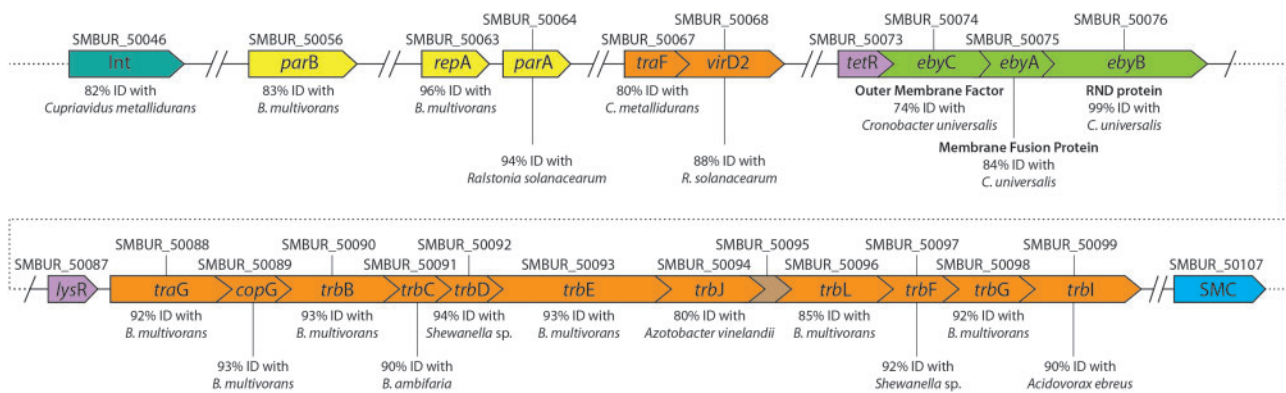 SMBUR_50064 SMBUR_50068 SMBUR_50074 SMBUR_50076
SMBUR_50046 SMBUR_50056 SMBUR_50063 SMBUR_50067 SMBUR_50073 SMBUR_50075
Int parB repA parA traF virD2 tetR ebyC ebyA ebyB
82% ID with
Cupriavidus metallidurans
83% ID with
B. multivorans
96% ID with
B. multivorans
94% ID with
Ralstonia solanacearum
80% ID with
C. metallidurans
88% ID with
R. solanacearum
Outer Membrane Factor
74% ID with
Cronobacter universalis
Membrane Fusion Protein
84% ID with
C. universalis
RND protein
99% ID with
C. universalis
SMBUR_50088 SMBUR_50090 SMBUR_50092 SMBUR_50095 SMBUR_50097 SMBUR_50099
SMBUR_50087 SMBUR_50089 SMBUR_50091 SMBUR_50093 SMBUR_50094 SMBUR_50096 SMBUR_50098 SMBUR_50107
lysR traG copG trbB trbC trbD trbE trbJ trbL trbF trbG trbI SMC
92% ID with
B. multivorans
93% ID with
B. multivorans
93% ID with
B. multivorans
90% ID with
B. ambifaria
94% ID with
Shewanella sp.
93% ID with
B. multivorans
80% ID with
Azotobacter vinelandii
85% ID with
B. multivorans
92% ID with
Shewanella sp.
92% ID with
B. multivorans
90% ID with
Acidovorax ebreus